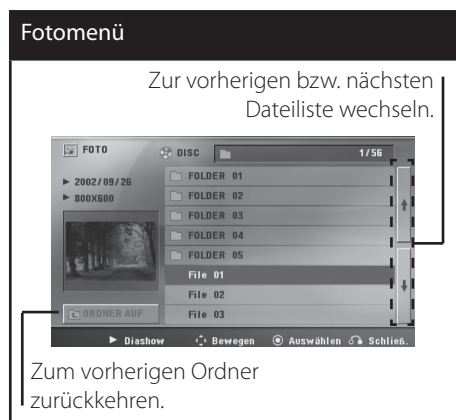 Fotomenü
Zur vorherigen bzw. nächsten
Dateiliste wechseln.
FOTO
DISC
1/56
2002/09/26
800X600
FOLDER 01
FOLDER 02
FOLDER 03
FOLDER 04
FOLDER 05
File 01
File 02
File 03
ORDNER AUF
Diashow Bewegen Auswählen Schließ.
Zum vorherigen Ordner
zurückkehren.